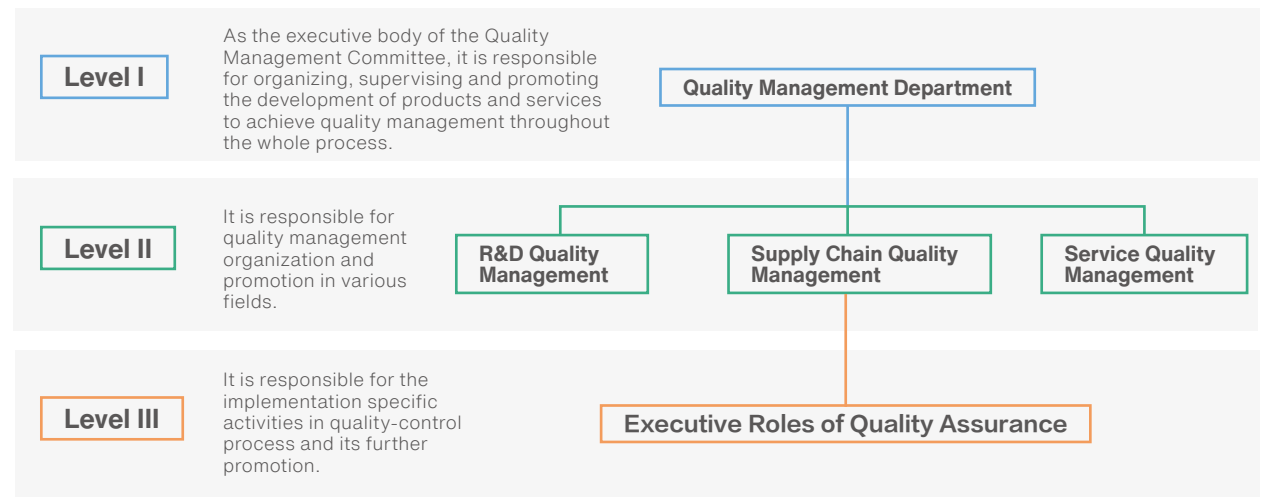 Level I
As the executive body of the Quality
Management Committee, it is responsible
for organizing, supervising and promoting
the development of products and services
to achieve quality management throughout
the whole process.
Quality Management Department
Level II
It is responsible for
quality management
organization and
promotion in various
fields.
R&D Quality
Management
Supply Chain Quality
Management
Service Quality
Management
Level III
It is responsible for the
implementation specific
activities in quality-control
process and its further
promotion.
Executive Roles of Quality Assurance